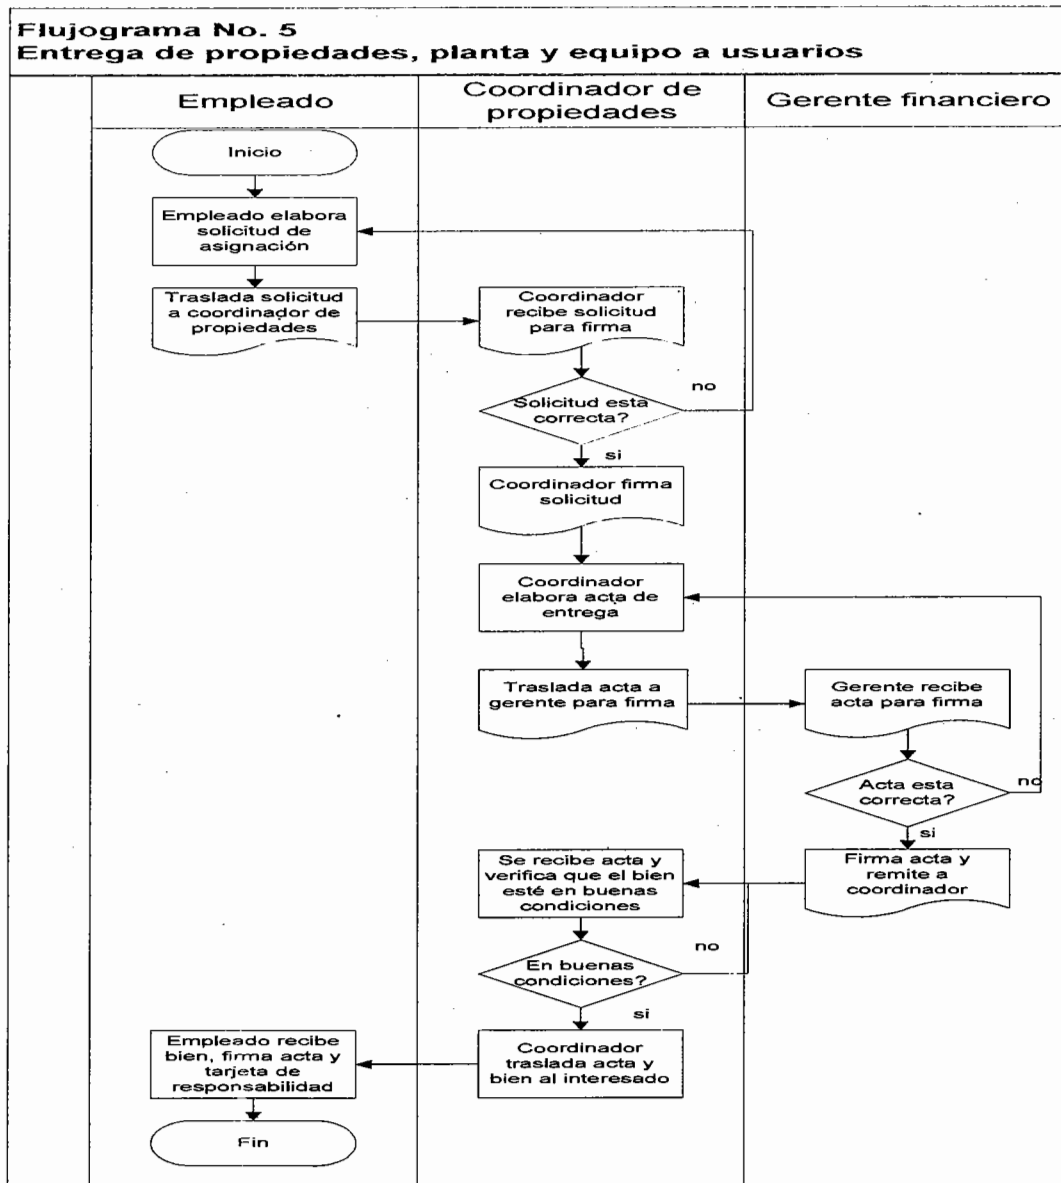 Flujograma No. 5
Entrega de propiedades, planta y equipo a usuarios
Empleado
Coordinador de
propiedades
Gerente financiero
Inicio
Empleado elabora
solicitud de
asignación
Traslada solicitud
a coordinador de
propiedades
Coordinador
recibe solicitud
para firma
no
Solicitud esta
correcta?
si
Coordinador firma
solicitud
Coordinador
elabora acta de
entrega
Traslada acta a
gerente para firma
Gerente recibe
acta para firma
Acta esta
correcta?
no
si
Firma acta y
remite a
coordinador
Se recibe acta y
verifica que el bien
esté en buenas
condiciones
no
En buenas
condiciones?
si
Coordinador
traslada acta y
bien al interesado
Empleado recibe
bien, firma acta y
tarjeta de
responsabilidad
Fin